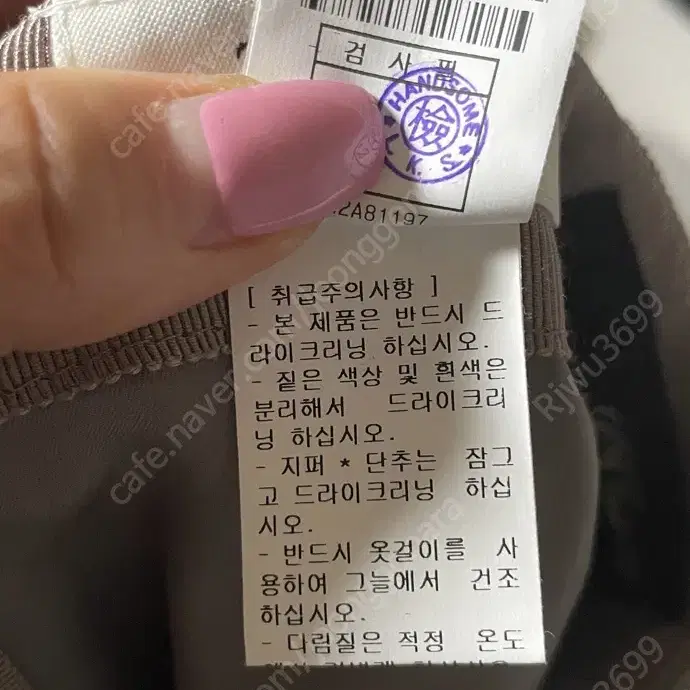 - 검 사 필
HANDSOME
檢
L.K.S
2A81197
[ 취급주의사항 ]
- 본 제품은 반드시 드
라이크리닝 하십시오.
- 짙은 색상 및 흰색은
분리해서 드라이크리
닝 하십시오.
- 지퍼 * 단추는 잠그
고 드라이크리닝 하십
시오.
- 반드시 옷걸이를 사
용하여 그늘에서 건조
하십시오.
- 다림질은 적정 온도
cafe.naver.com/joonggonara
Rjwu3699